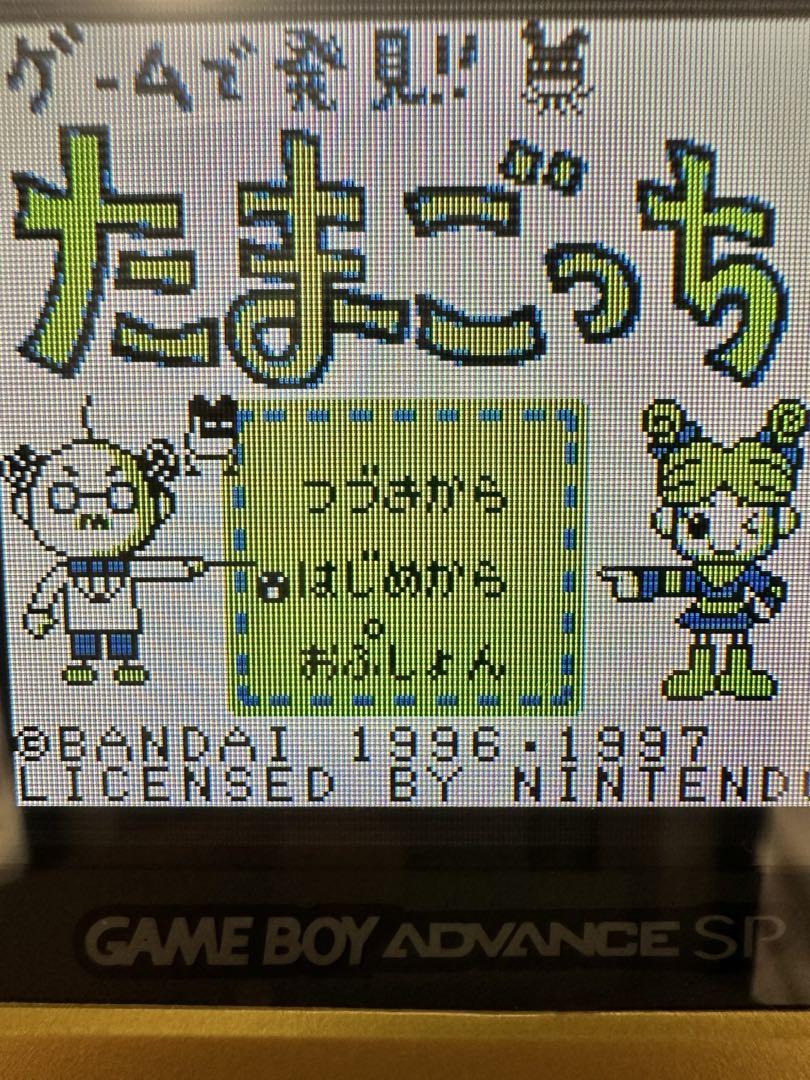 ゲームで発見!!
たまごっち
つづきから
はじめから
おぷしょん
©BANDAI 1996・1997
LICENSED BY NINTEND
GAME BOY ADVANCE SP